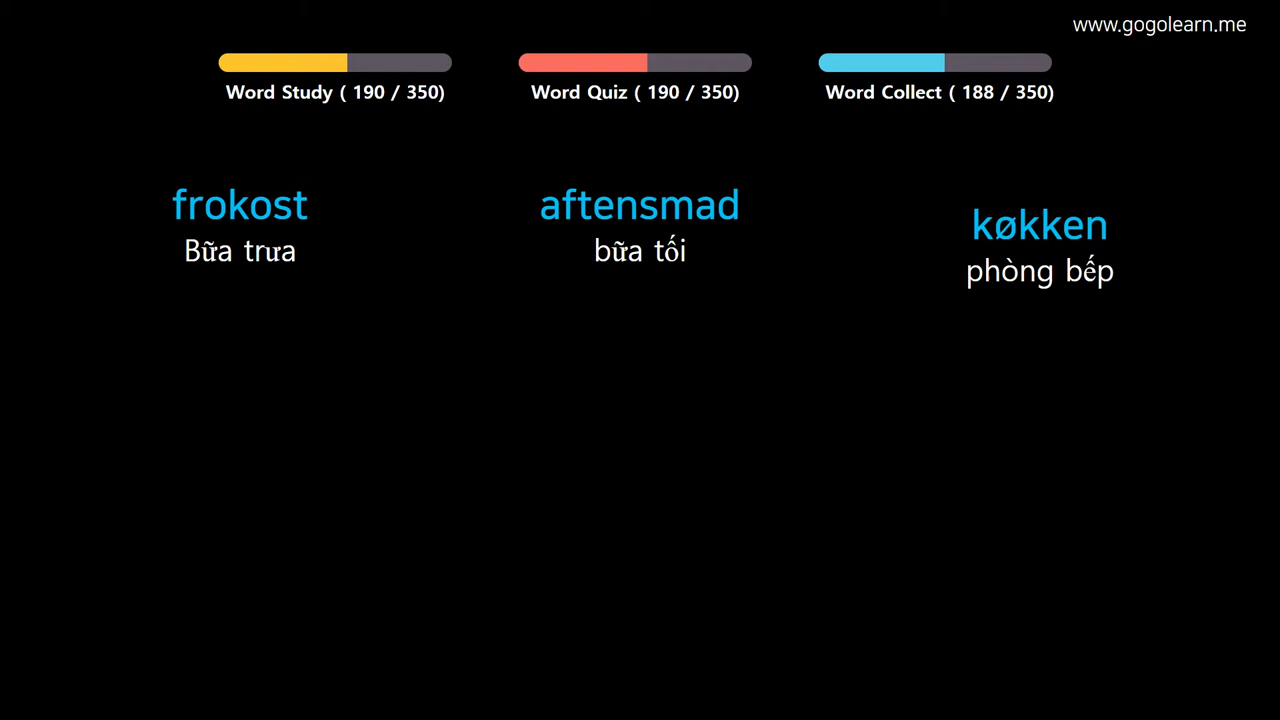 www.gogolearn.me
Word Study ( 190 / 350)
Word Quiz ( 190 / 350)
Word Collect ( 188 / 350)
frokost
Bữa trưa
aftensmad
bữa tối
køkken
phòng bếp